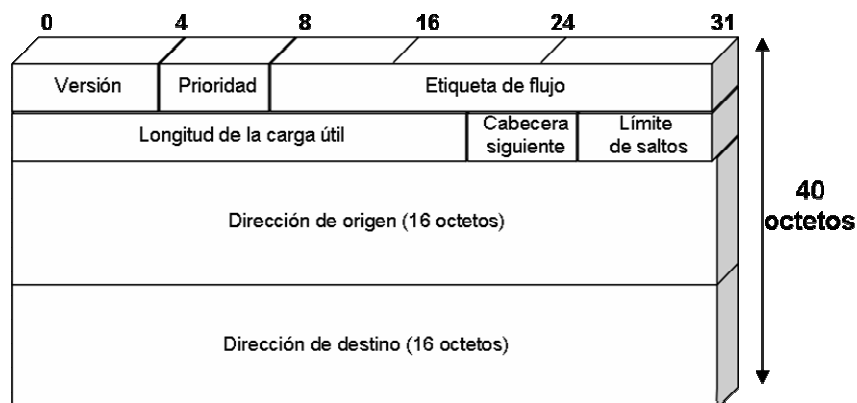 0 4 8 16 24 31
Versión Prioridad Etiqueta de flujo
Longitud de la carga útil Cabecera siguiente Límite de saltos
40 octetos
Dirección de origen (16 octetos)
Dirección de destino (16 octetos)